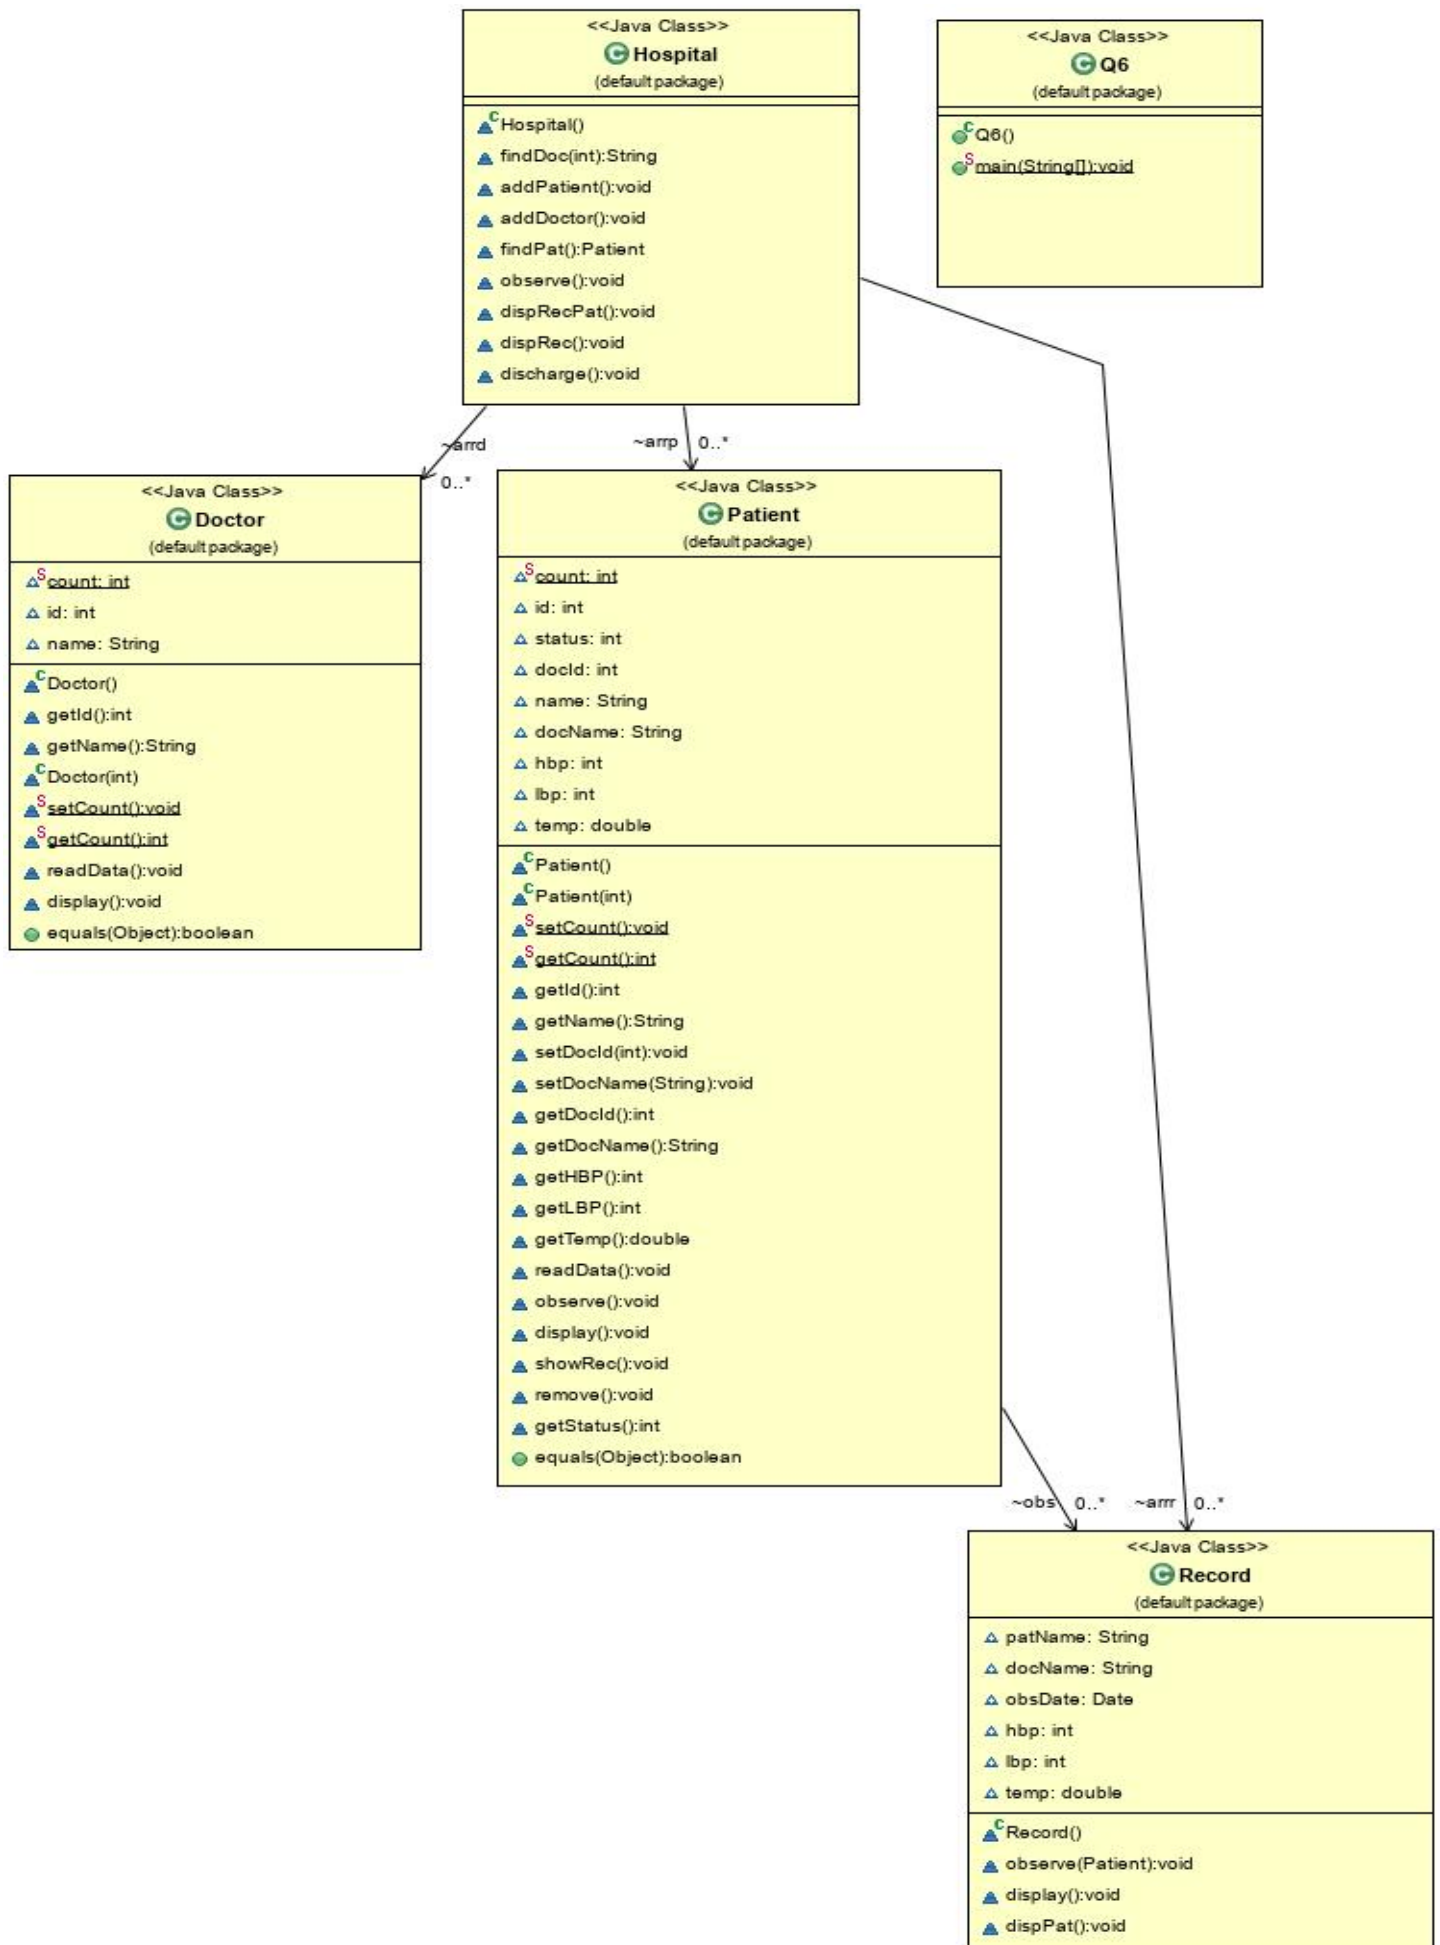 <<Java Class>>
Hospital
(default package)
Hospital()
findDoc(int):String
addPatient():void
addDoctor():void
findPat():Patient
observe():void
dispRecPat():void
dispRec():void
discharge():void
<<Java Class>>
Q6
(default package)
Q6()
main(String[]):void
~arrd
0..*
~arrp 0..*
<<Java Class>>
Doctor
(default package)
count: int
id: int
name: String
Doctor()
getId():int
getName():String
Doctor(int)
setCount():void
getCount():int
readData():void
display():void
equals(Object):boolean
<<Java Class>>
Patient
(default package)
count: int
id: int
status: int
docId: int
name: String
docName: String
hbp: int
lbp: int
temp: double
Patient()
Patient(int)
setCount():void
getCount():int
getId():int
getName():String
setDocId(int):void
setDocName(String):void
getDocId():int
getDocName():String
getHBP():int
getLBP():int
getTemp():double
readData():void
observe():void
display():void
showRec():void
remove():void
getStatus():int
equals(Object):boolean
~obs 0..*
~arrr 0..*
<<Java Class>>
Record
(default package)
patName: String
docName: String
obsDate: Date
hbp: int
lbp: int
temp: double
Record()
observe(Patient):void
display():void
dispPat():void